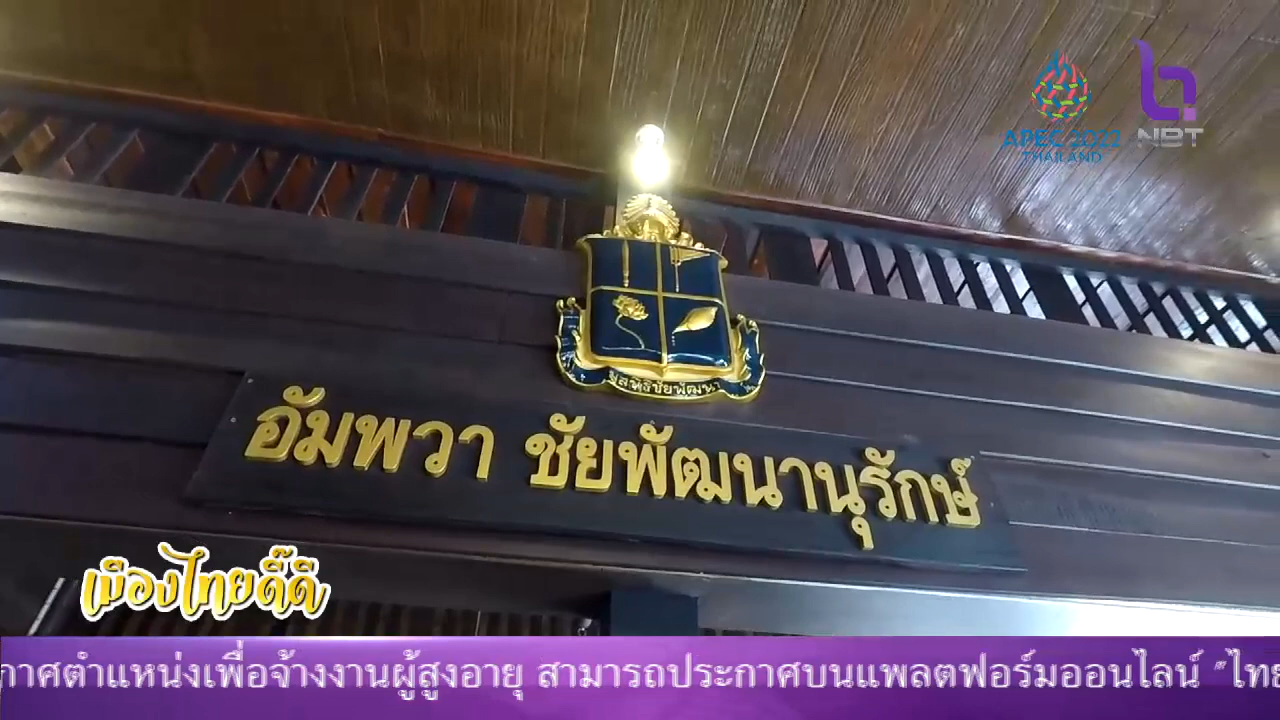 APEC 2022
THAILAND
NBT
มูลนิธิชัยพัฒนา
อัมพวา ชัยพัฒนานุรักษ์
เมืองไทยดี๊ดี
กาศตำแหน่งเพื่อจ้างงานผู้สูงอายุ สามารถประกาศบนแพลตฟอร์มออนไลน์ "ไทย